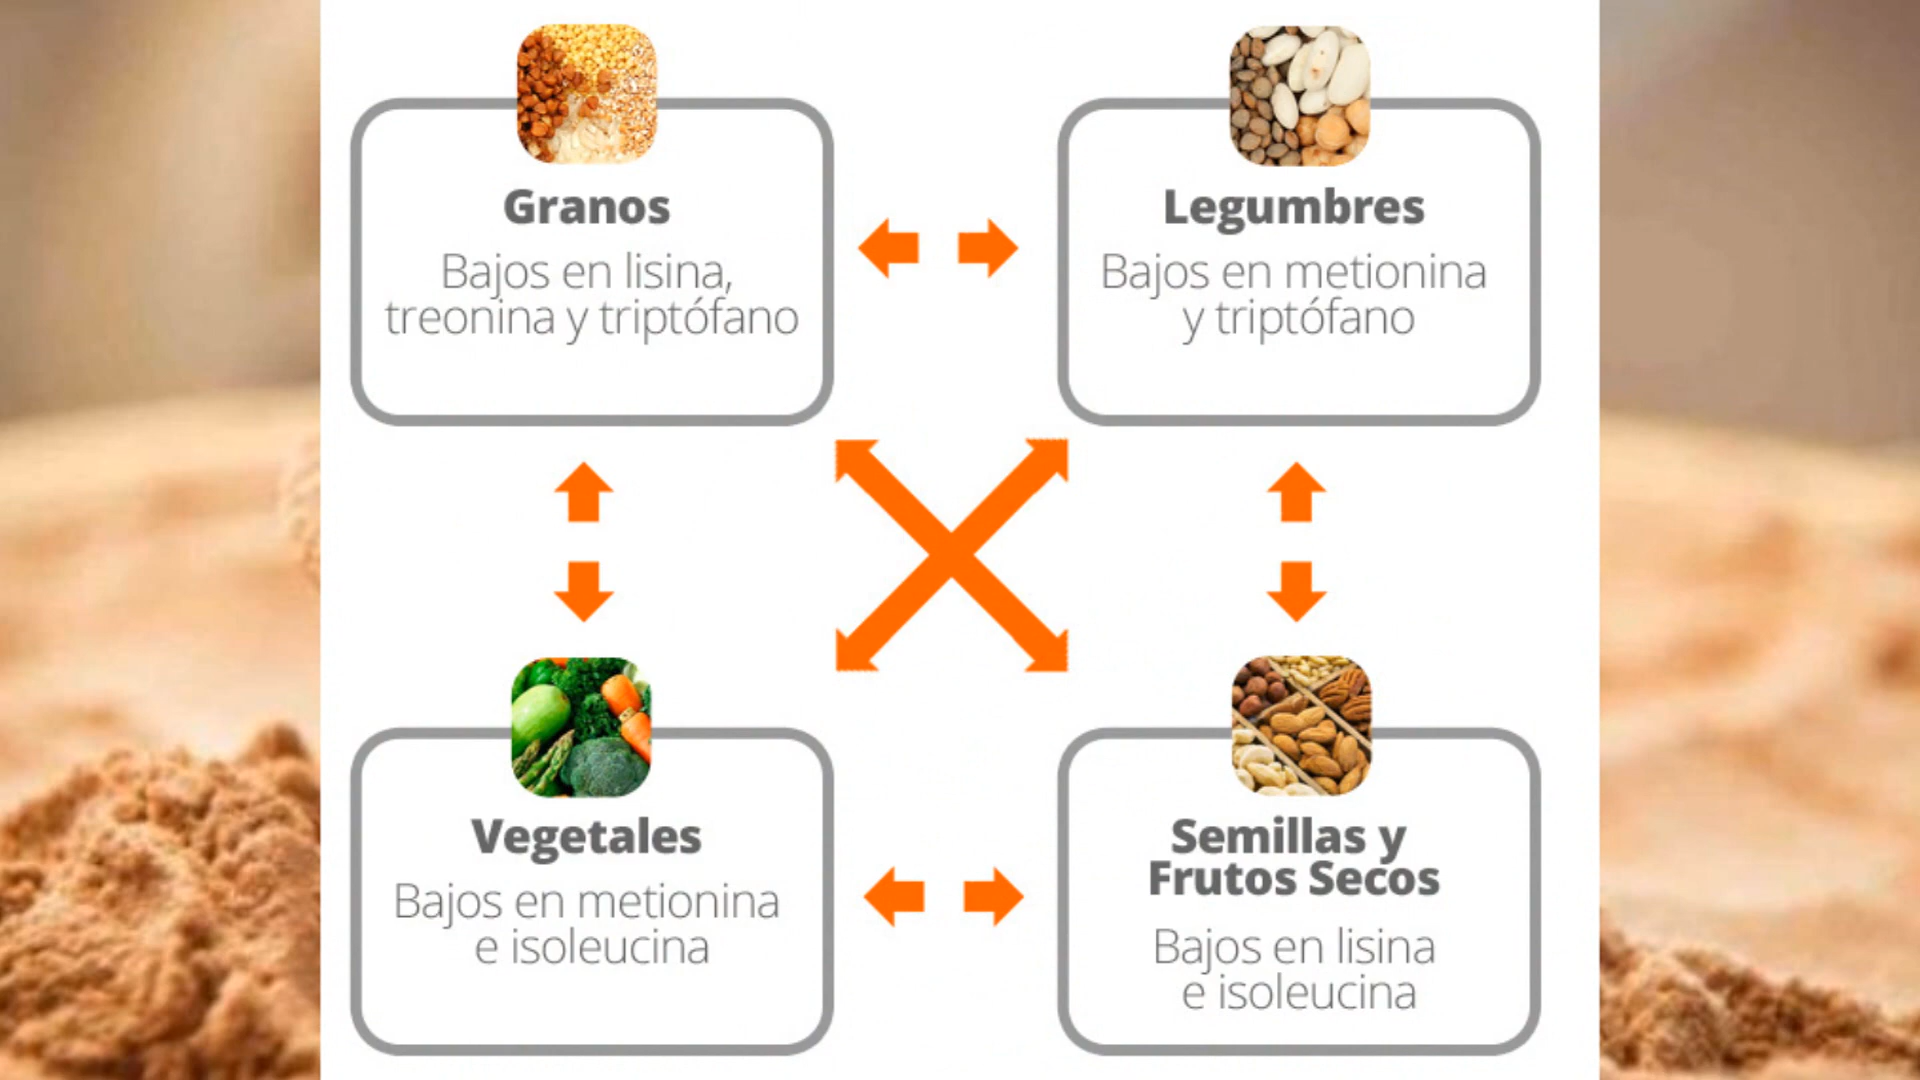 Granos
Bajos en lisina,
treonina y triptófano
Legumbres
Bajos en metionina
y triptófano
Vegetales
Bajos en metionina
e isoleucina
Semillas y
Frutos Secos
Bajos en lisina
e isoleucina